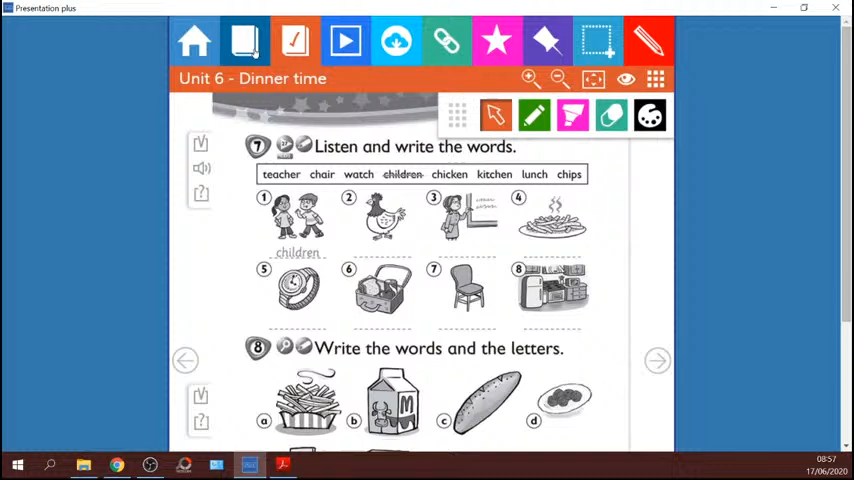 Presentation plus
Unit 6 - Dinner time
7 Listen and write the words.
teacher chair watch children chicken kitchen lunch chips
1 2 3 4
children
5 6 7 8
8 Write the words and the letters.
a b c d
M
08:57
17/06/2020